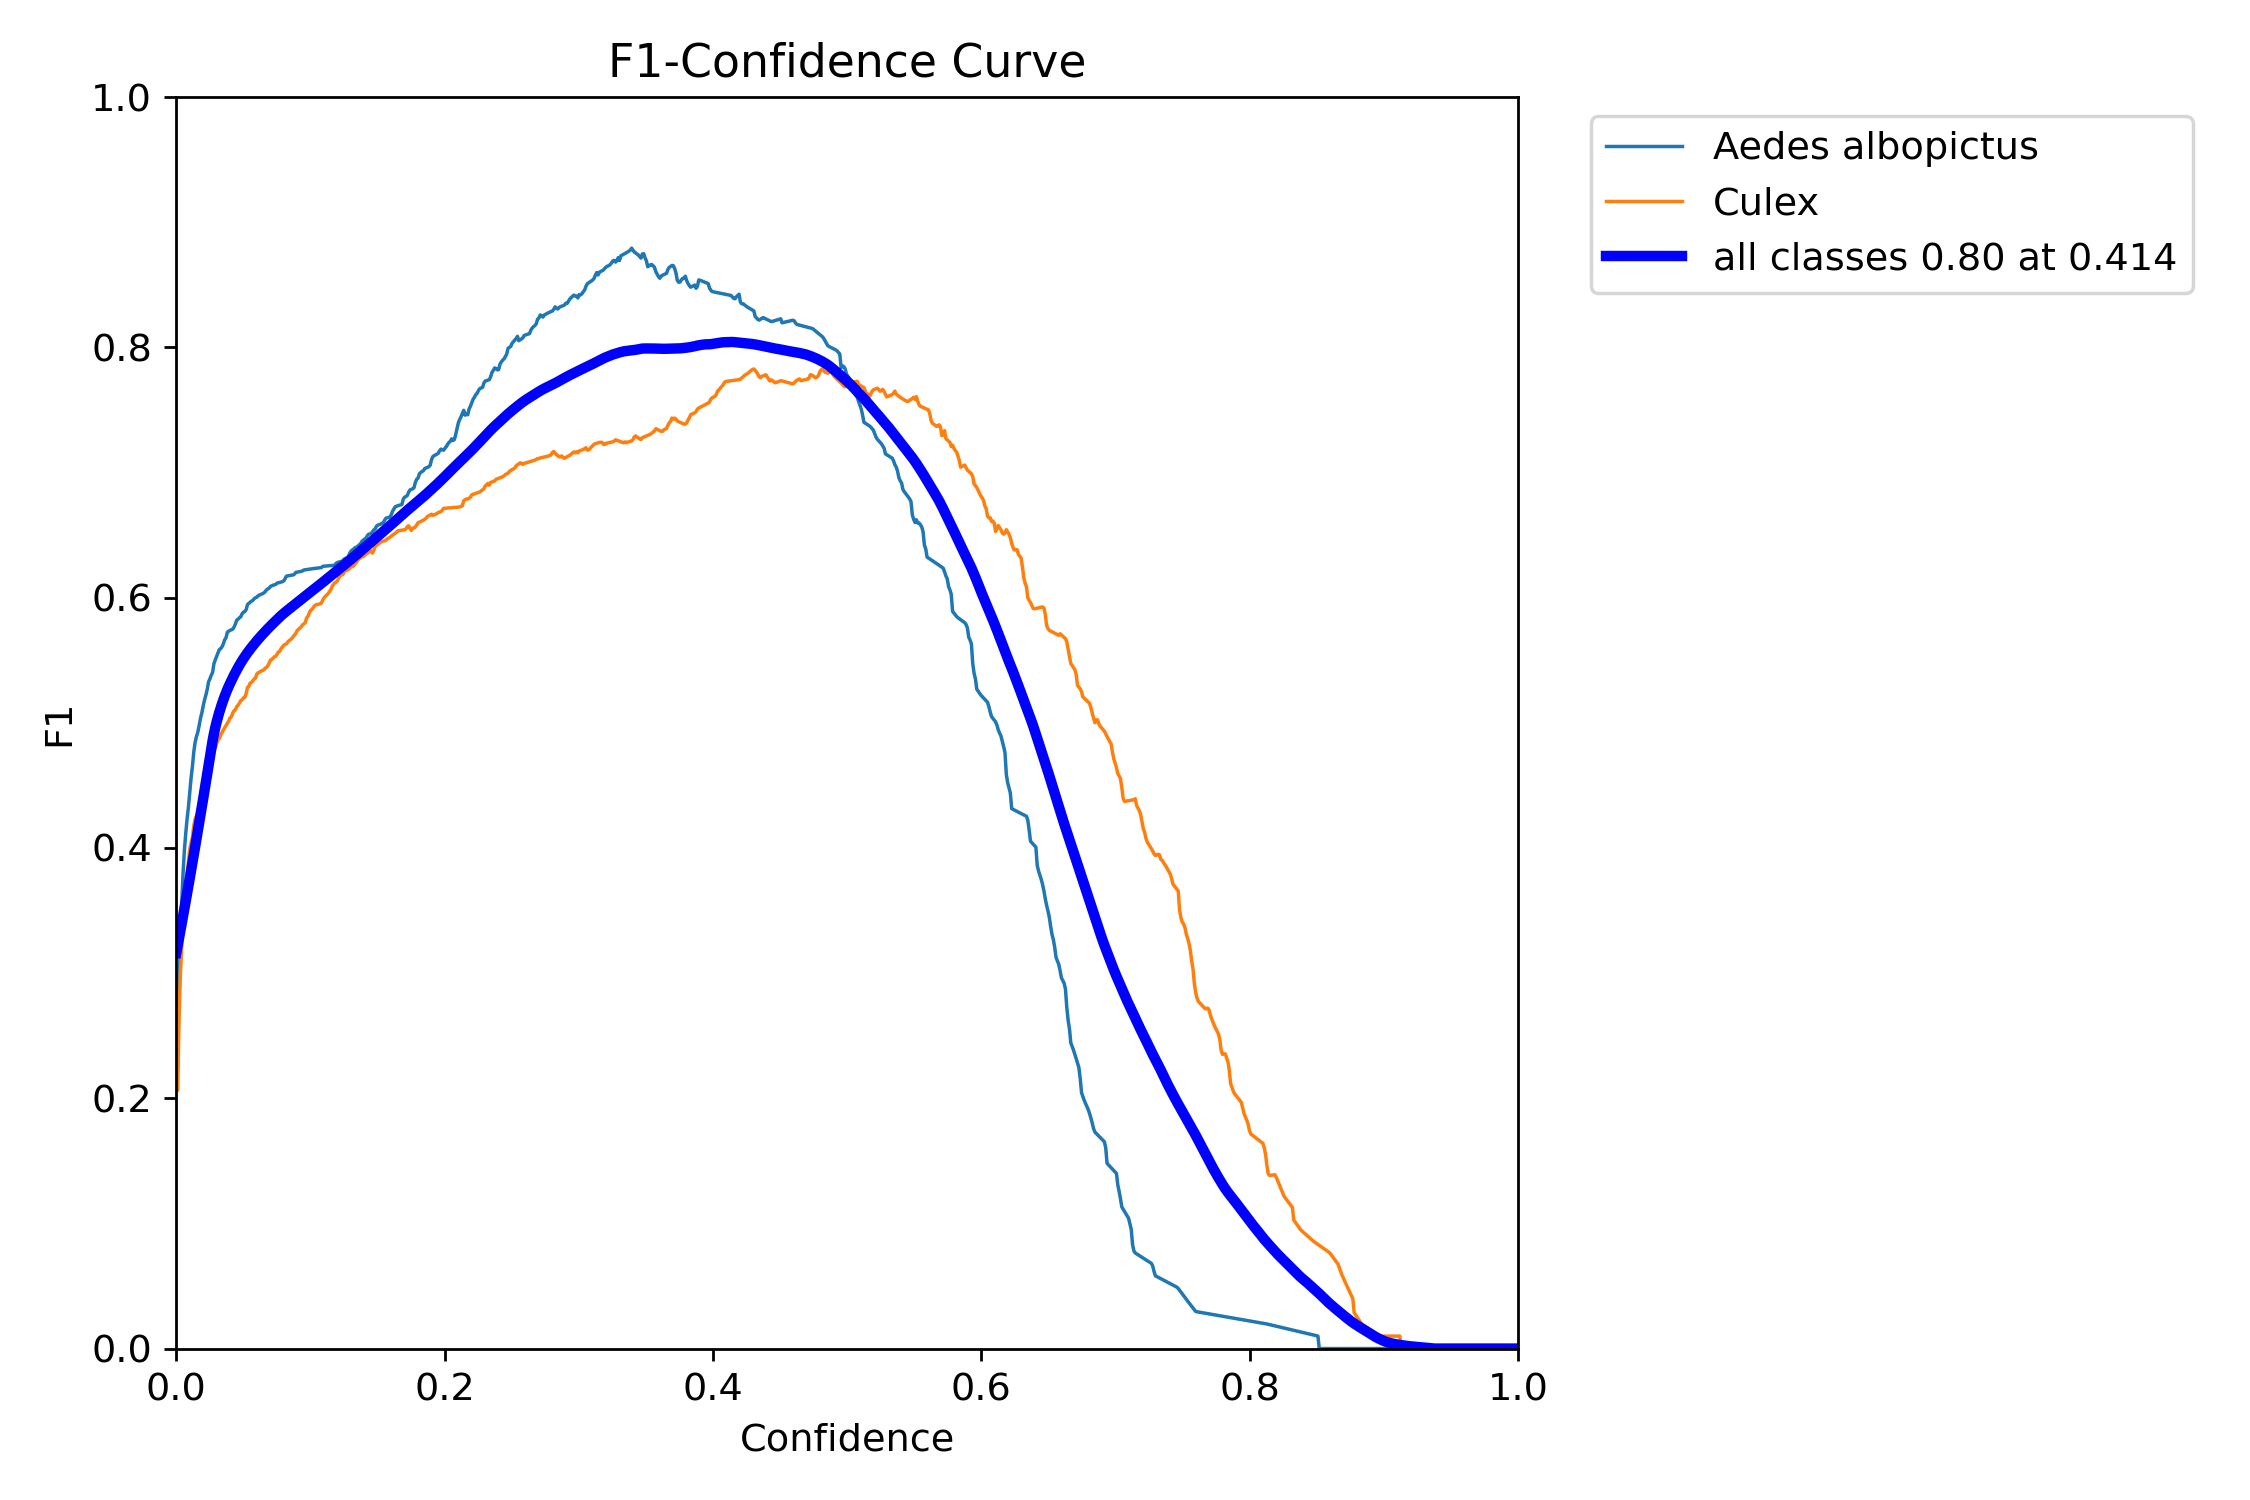 F1-Confidence Curve
1.0
0.8
0.6
0.4
0.2
0.0
F1
0.0 0.2 0.4 0.6 0.8 1.0
Confidence
Aedes albopictus
Culex
all classes 0.80 at 0.414